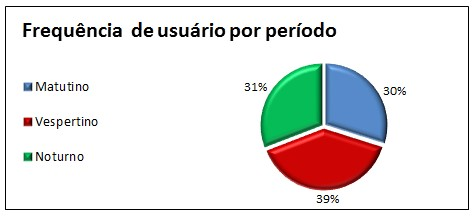 Frequência de usuário por período
Matutino
Vespertino
Noturno
31%
30%
39%